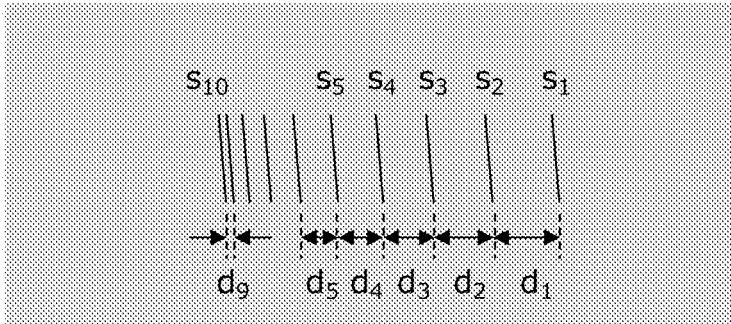 s₁₀ s₅ s₄ s₃ s₂ s₁
d₉ d₅ d₄ d₃ d₂ d₁